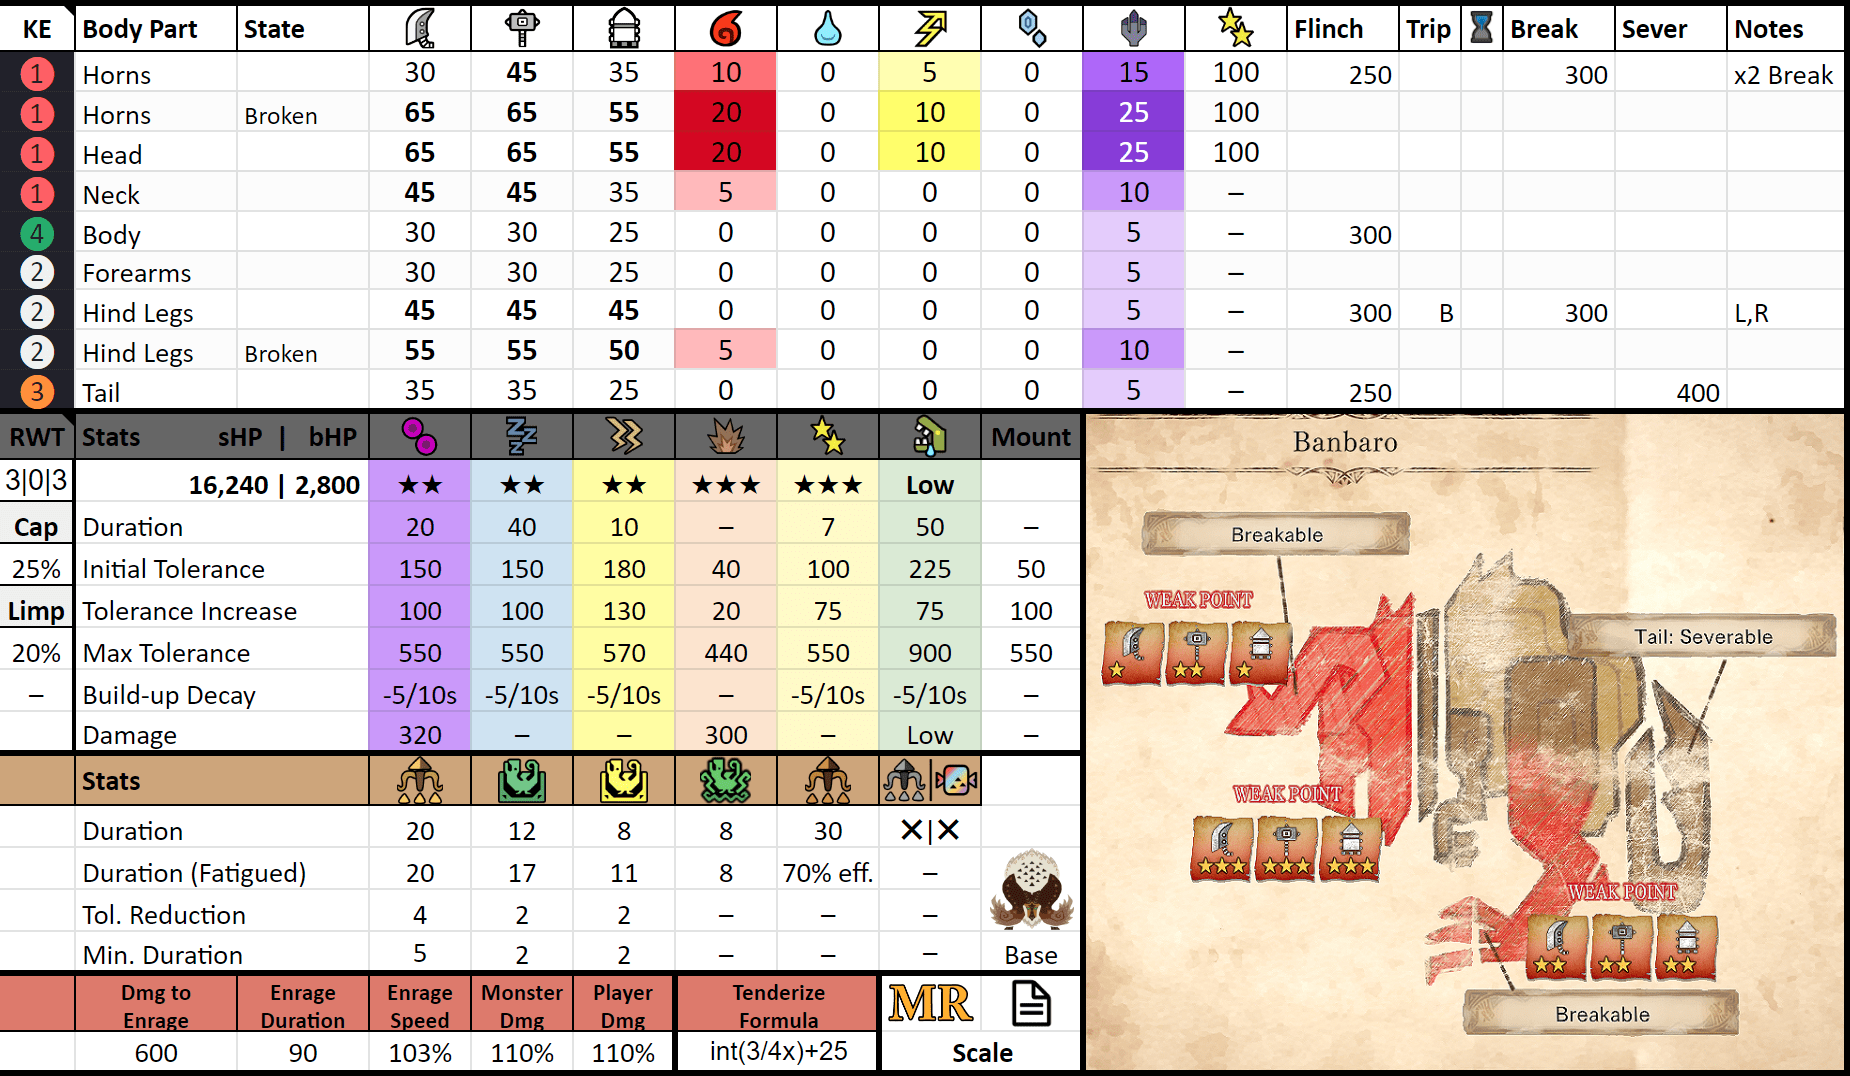 KE Body Part State Flinch Trip Break Sever Notes
1 Horns 30 45 35 10 0 5 0 15 100 250 300 x2 Break
1 Horns Broken 65 65 55 20 0 10 0 25 100
1 Head 65 65 55 20 0 10 0 25 100
1 Neck 45 45 35 5 0 0 0 10 –
4 Body 30 30 25 0 0 0 0 5 – 300
2 Forearms 30 30 25 0 0 0 0 5 –
2 Hind Legs 45 45 45 0 0 0 0 5 – 300 B 300 L,R
2 Hind Legs Broken 55 55 50 5 0 0 0 10 –
3 Tail 35 35 25 0 0 0 0 5 – 250 400
RWT Stats sHP | bHP Mount
3|0|3 16,240 | 2,800 ★★ ★★ ★★ ★★★ ★★★ Low
Cap Duration 20 40 10 – 7 50 –
25% Initial Tolerance 150 150 180 40 100 225 50
Limp Tolerance Increase 100 100 130 20 75 75 100
20% Max Tolerance 550 550 570 440 550 900 550
– Build-up Decay -5/10s -5/10s -5/10s – -5/10s -5/10s –
Damage 320 – – 300 – Low –
Stats
Duration 20 12 8 8 30 ✕|✕
Duration (Fatigued) 20 17 11 8 70% eff. –
Tol. Reduction 4 2 2 – – –
Min. Duration 5 2 2 – – – Base
Dmg to Enrage Enrage Duration Enrage Speed Monster Dmg Player Dmg Tenderize Formula MR
600 90 103% 110% 110% int(3/4x)+25 Scale
Banbaro
Breakable
WEAK POINT
Tail: Severable
WEAK POINT
WEAK POINT
Breakable